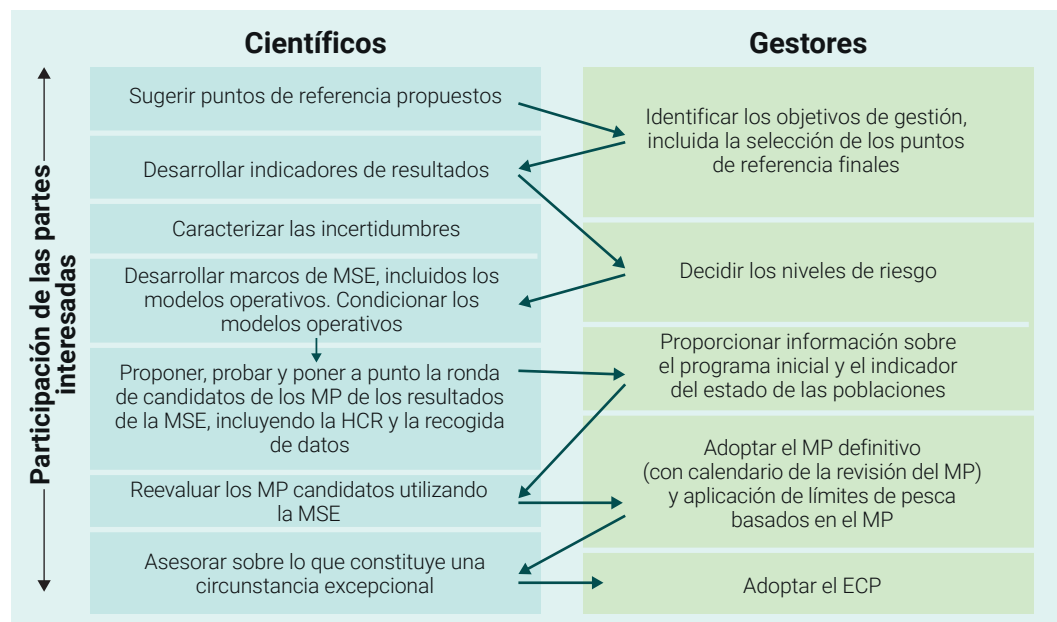 Científicos
Gestores
Participación de las partes
interesadas
Sugerir puntos de referencia propuestos
Desarrollar indicadores de resultados
Caracterizar las incertidumbres
Desarrollar marcos de MSE, incluidos los
modelos operativos. Condicionar los
modelos operativos
Proponer, probar y poner a punto la ronda
de candidatos de los MP de los resultados
de la MSE, incluyendo la HCR y la recogida
de datos
Reevaluar los MP candidatos utilizando
la MSE
Asesorar sobre lo que constituye una
circunstancia excepcional
Identificar los objetivos de gestión,
incluida la selección de los puntos
de referencia finales
Decidir los niveles de riesgo
Proporcionar información sobre
el programa inicial y el indicador
del estado de las poblaciones
Adoptar el MP definitivo
(con calendario de la revisión del MP)
y aplicación de límites de pesca
basados en el MP
Adoptar el ECP